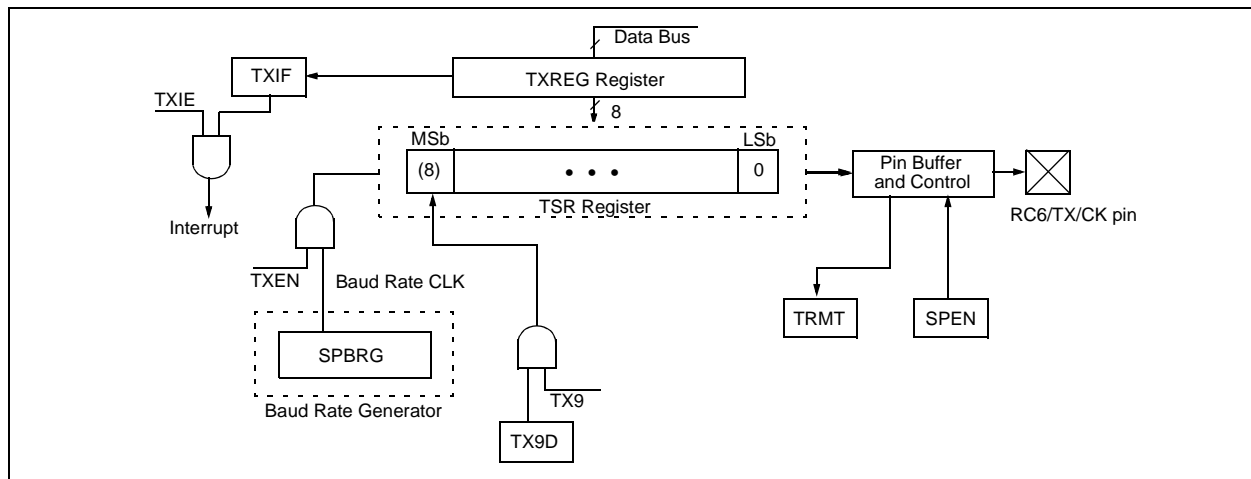 Data Bus
TXIF
TXREG Register
TXIE
8
MSb
LSb
(8)
• • •
0
Pin Buffer
and Control
TSR Register
Interrupt
RC6/TX/CK pin
TXEN
Baud Rate CLK
TRMT
SPEN
SPBRG
TX9
Baud Rate Generator
TX9D